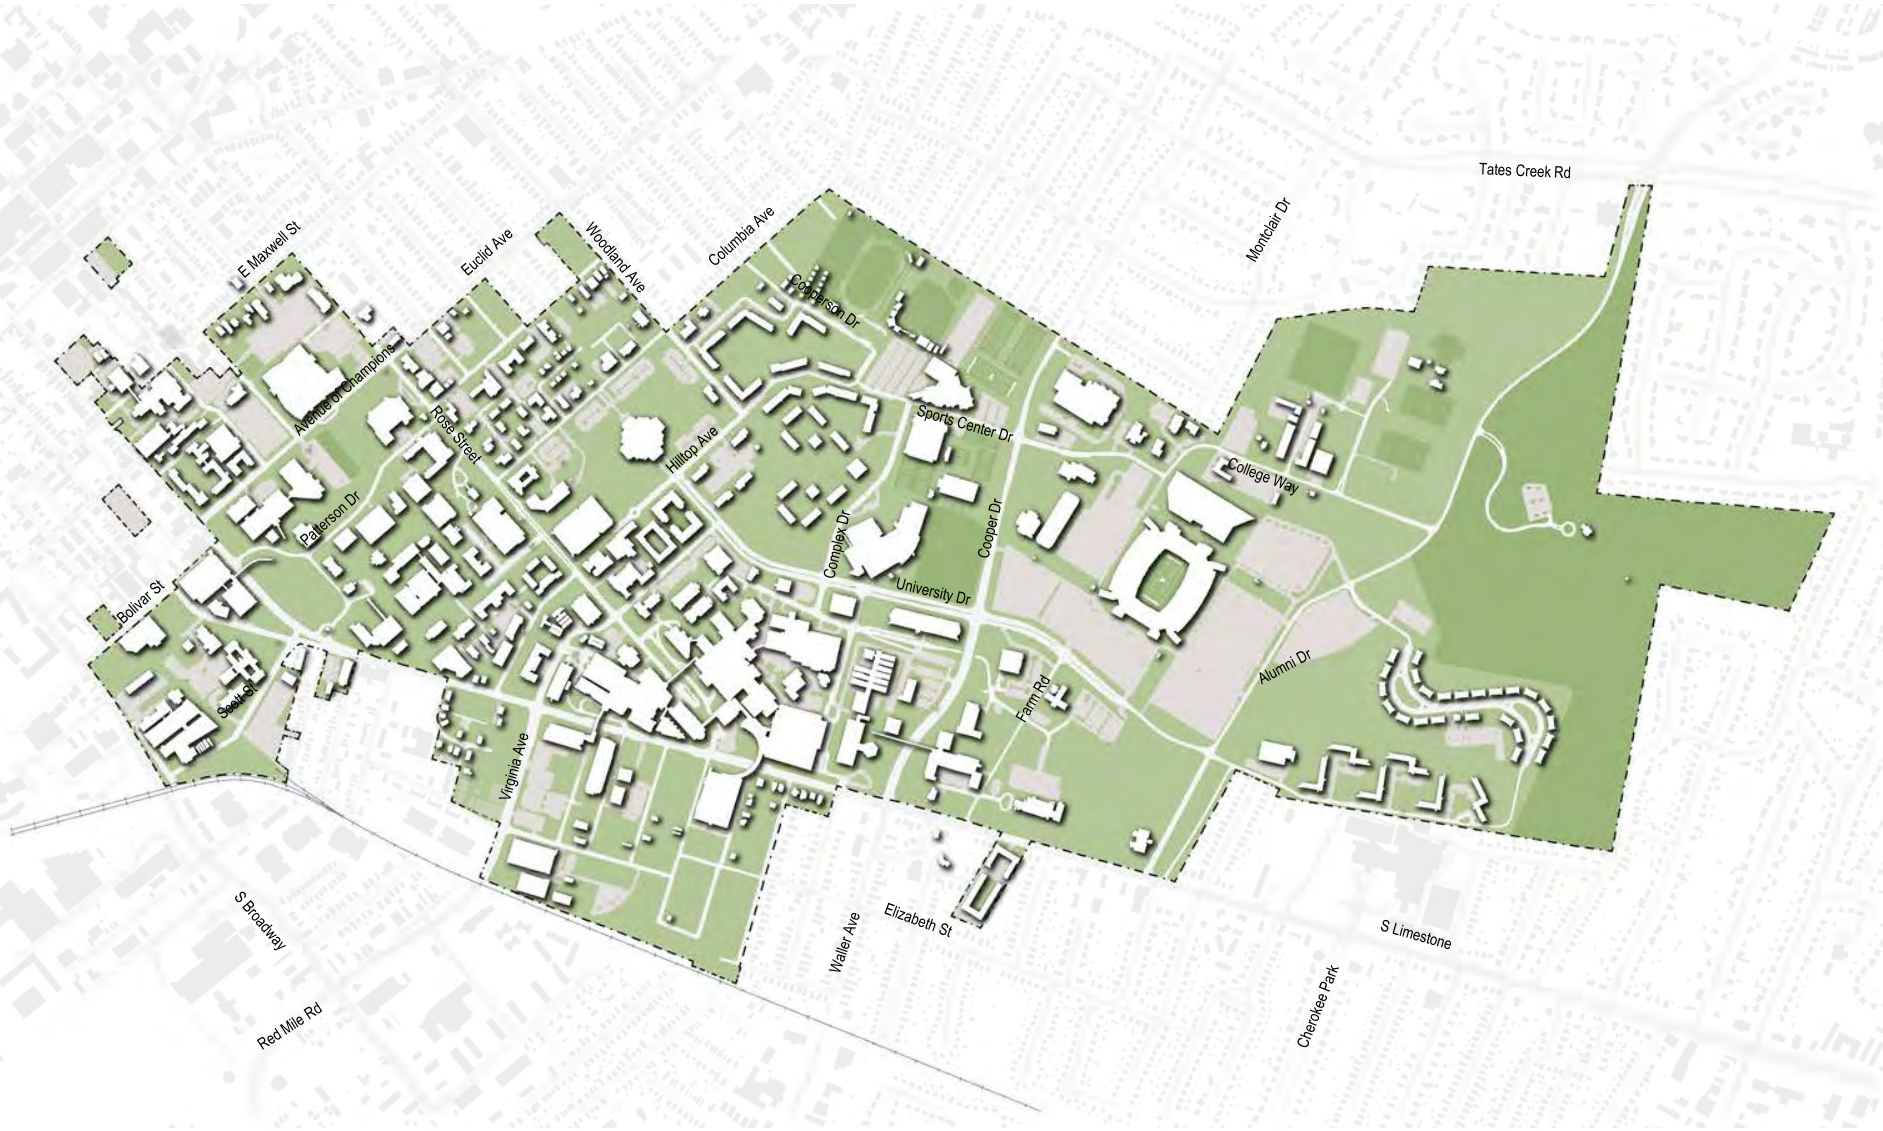 Tates Creek Rd
Montclair Dr
Columbia Ave
Woodland Ave
Euclid Ave
E Maxwell St
Cooperson Dr
Avenue of Champions
Rose Street
Sports Center Dr
Hilltop Ave
College Way
Patterson Dr
Complex Dr
Cooper Dr
University Dr
Bolivar St
Scott St
Alumni Dr
Farm Rd
Virginia Ave
S Broadway
Waller Ave
Elizabeth St
S Limestone
Cherokee Park
Red Mile Rd